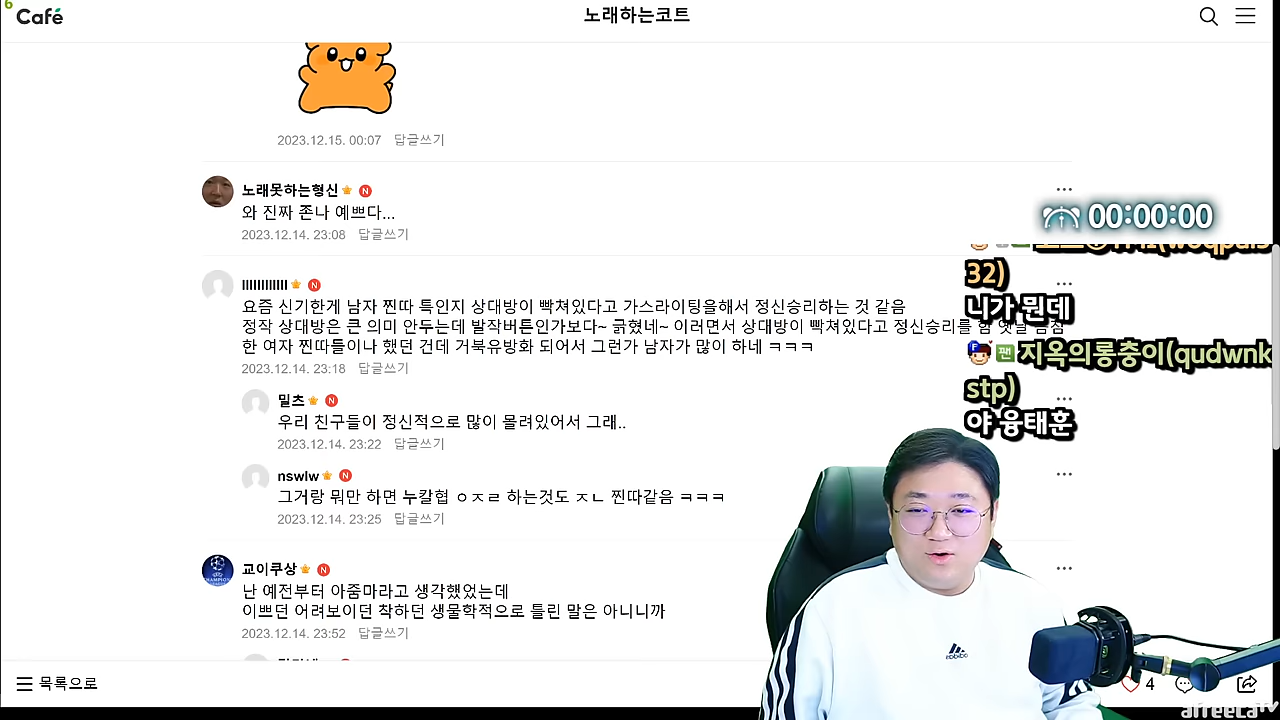 6
Café
노래하는코트
2023.12.15. 00:07 답글쓰기
노래못하는형신 N
와 진짜 존나 예쁘다...
2023.12.14. 23:08 답글쓰기
00:00:00
32)
니가 뭔데
팬 지옥의롱충이(qudwnk
stp)
야 융태훈
llllllllllll N
요즘 신기한게 남자 찐따 특인지 상대방이 빡쳐있다고 가스라이팅을해서 정신승리하는 것 같음
정작 상대방은 큰 의미 안두는데 발작버튼인가보다~ 긁혔네~ 이러면서 상대방이 빡쳐있다고 정신승리를 함 옛날
한 여자 찐따들이나 했던 건데 거북유방화 되어서 그런가 남자가 많이 하네 ㅋㅋㅋ
2023.12.14. 23:18 답글쓰기
밀츠 N
우리 친구들이 정신적으로 많이 몰려있어서 그래..
2023.12.14. 23:22 답글쓰기
nswlw N
그거랑 뭐만 하면 누칼협 ㅇㅈㄹ 하는것도 ㅈㄴ 찐따같음 ㅋㅋㅋ
2023.12.14. 23:25 답글쓰기
교이쿠상 N
난 예전부터 아줌마라고 생각했었는데
이쁘던 어려보이던 착하던 생물학적으로 틀린 말은 아니니까
2023.12.14. 23:52 답글쓰기
목록으로
4
afreecaTV